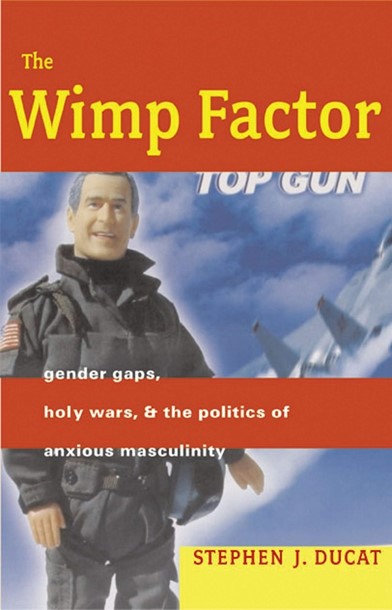 The
Wimp Factor
TOP GUN
gender gaps,
holy wars, & the politics of
anxious masculinity
STEPHEN J. DUCAT